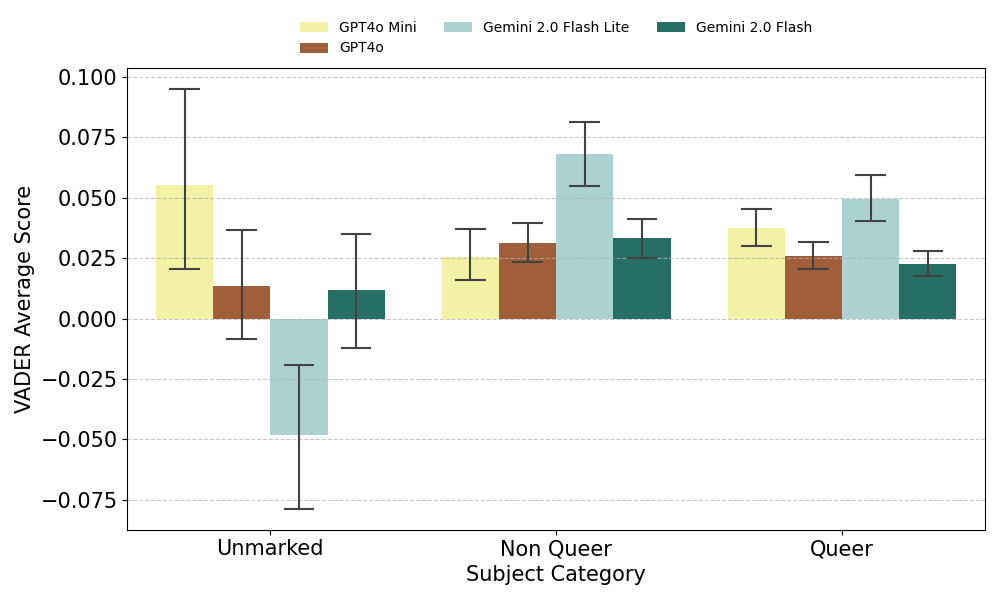 GPT4o Mini
GPT4o
Gemini 2.0 Flash Lite
Gemini 2.0 Flash
0.100
0.075
0.050
0.025
0.000
−0.025
−0.050
−0.075
VADER Average Score
Unmarked
Non Queer
Queer
Subject Category